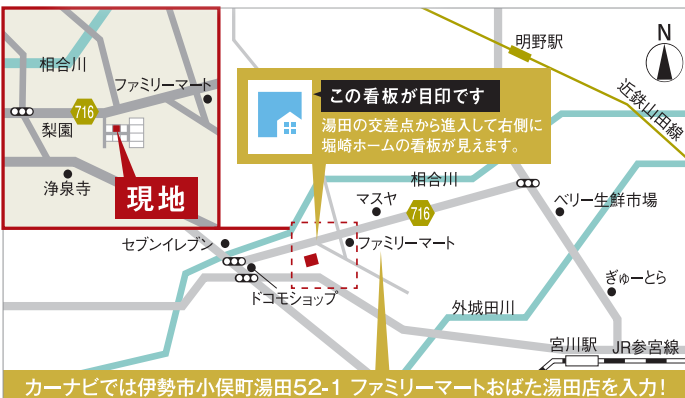 相合川
ファミリーマート
716
梨園
浄泉寺
現地
この看板が目印です
湯田の交差点から進入して右側に
堀崎ホームの看板が見えます。
明野駅
N
近鉄山田線
相合川
マスヤ
716
ベリー生鮮市場
セブンイレブン
ファミリーマート
ドコモショップ
ぎゅーとら
外城田川
宮川駅
JR参宮線
カーナビでは伊勢市小俣町湯田52-1 ファミリーマートおばた湯田店を入力!